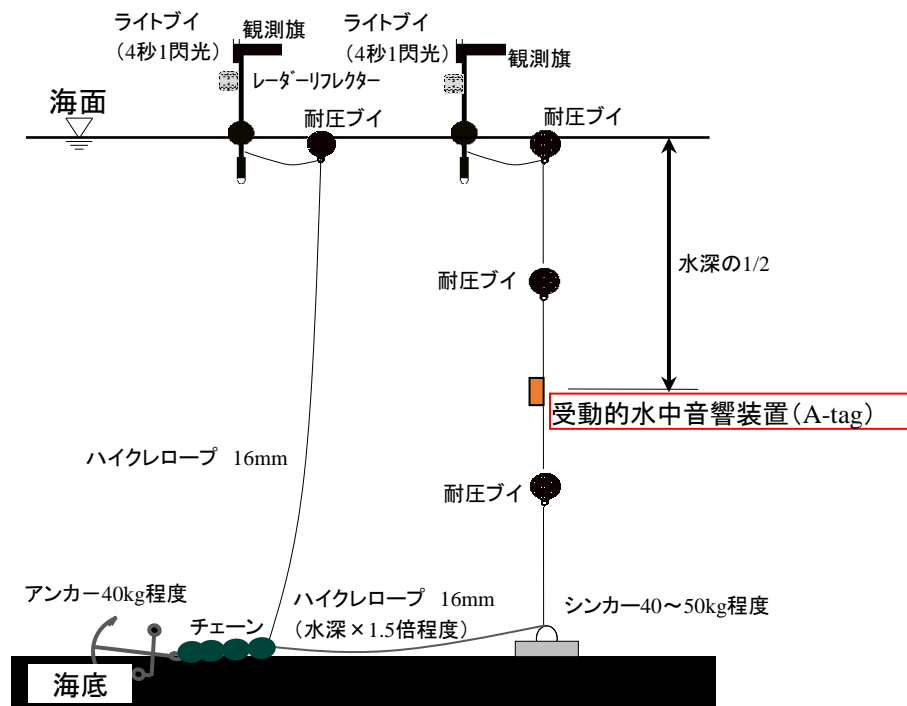 ライトブイ
(4秒1閃光)
観測旗
ライトブイ
(4秒1閃光)
観測旗
レーダーリフレクター
海面
耐圧ブイ
耐圧ブイ
水深の1/2
耐圧ブイ
受動的水中音響装置(A-tag)
ハイクレロープ 16mm
耐圧ブイ
アンカー40kg程度
ハイクレロープ 16mm
(水深×1.5倍程度)
シンカー40～50kg程度
チェーン
海底